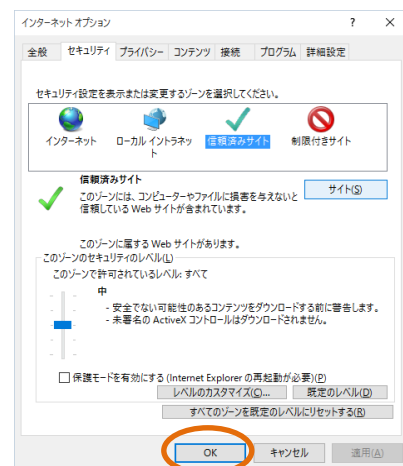 インターネット オプション ? ×
全般 セキュリティ プライバシー コンテンツ 接続 プログラム 詳細設定
セキュリティ設定を表示または変更するゾーンを選択してください。
インターネット ローカル イントラネッ 信頼済みサイト 制限付きサイト
ト
信頼済みサイト
サイト(S)
このゾーンには、コンピューターやファイルに損害を与えないと
信頼している Web サイトが含まれています。
このゾーンに属する Web サイトがあります。
このゾーンのセキュリティのレベル(L)
このゾーンで許可されているレベル: すべて
中
- 安全でない可能性のあるコンテンツをダウンロードする前に警告します。
- 未署名の ActiveX コントロールはダウンロードされません。
保護モードを有効にする (Internet Explorer の再起動が必要)(P)
レベルのカスタマイズ(C)... 既定のレベル(D)
すべてのゾーンを既定のレベルにリセットする(R)
OK キャンセル 適用(A)